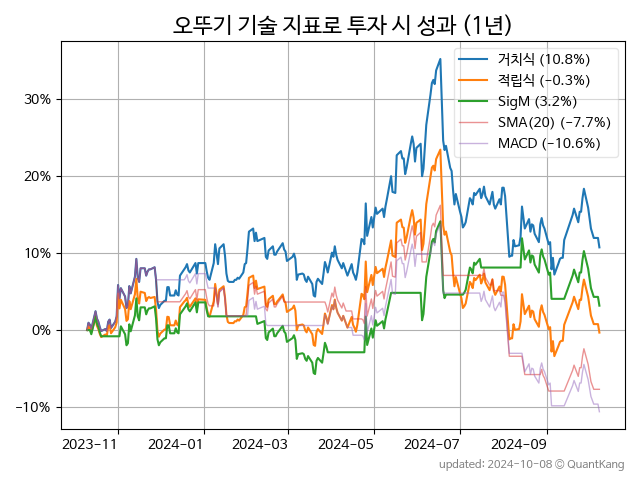 오뚜기 기술 지표로 투자 시 성과 (1년)
거치식 (10.8%)
적립식 (−0.3%)
SigM (3.2%)
SMA(20) (−7.7%)
MACD (−10.6%)
30%
20%
10%
0%
−10%
2023−11
2024−01
2024−03
2024−05
2024−07
2024−09
updated: 2024-10-08 © QuantKang